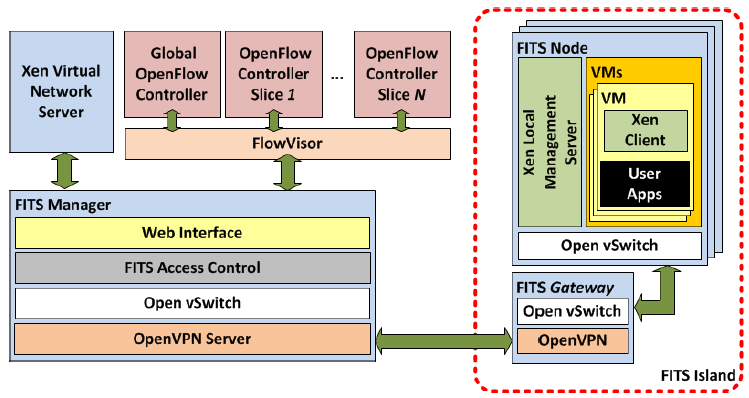 Xen Virtual
Network
Server
Global
OpenFlow
Controller
OpenFlow
Controller
Slice 1
...
OpenFlow
Controller
Slice N
FlowVisor
FITS Manager
Web Interface
FITS Access Control
Open vSwitch
OpenVPN Server
FITS Node
Xen Local
Management
Server
VMs
VM
Xen
Client
User
Apps
Open vSwitch
FITS Gateway
Open vSwitch
OpenVPN
FITS Island